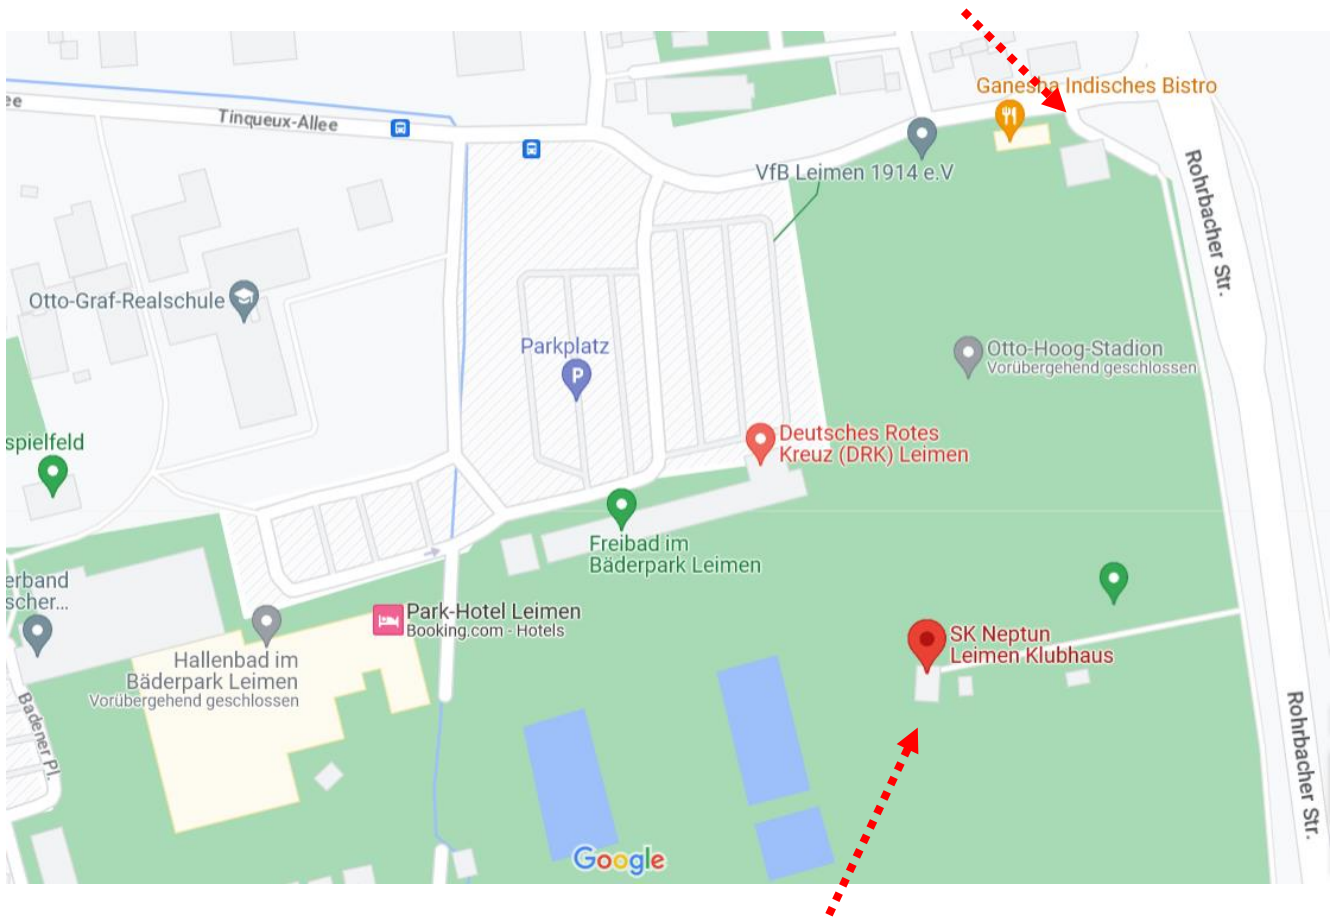 ee
Tinqueux-Allee
Ganesha Indisches Bistro
VfB Leimen 1914 e.V
Rohrbacher Str.
Otto-Graf-Realschule
Parkplatz
P
Otto-Hoog-Stadion
Vorübergehend geschlossen
spielfeld
Deutsches Rotes
Kreuz (DRK) Leimen
Freibad im
Bäderpark Leimen
erband
scher...
Park-Hotel Leimen
Booking.com - Hotels
SK Neptun
Leimen Klubhaus
Hallenbad im
Bäderpark Leimen
Vorübergehend geschlossen
Badener Pl.
Rohrbacher Str.
Google